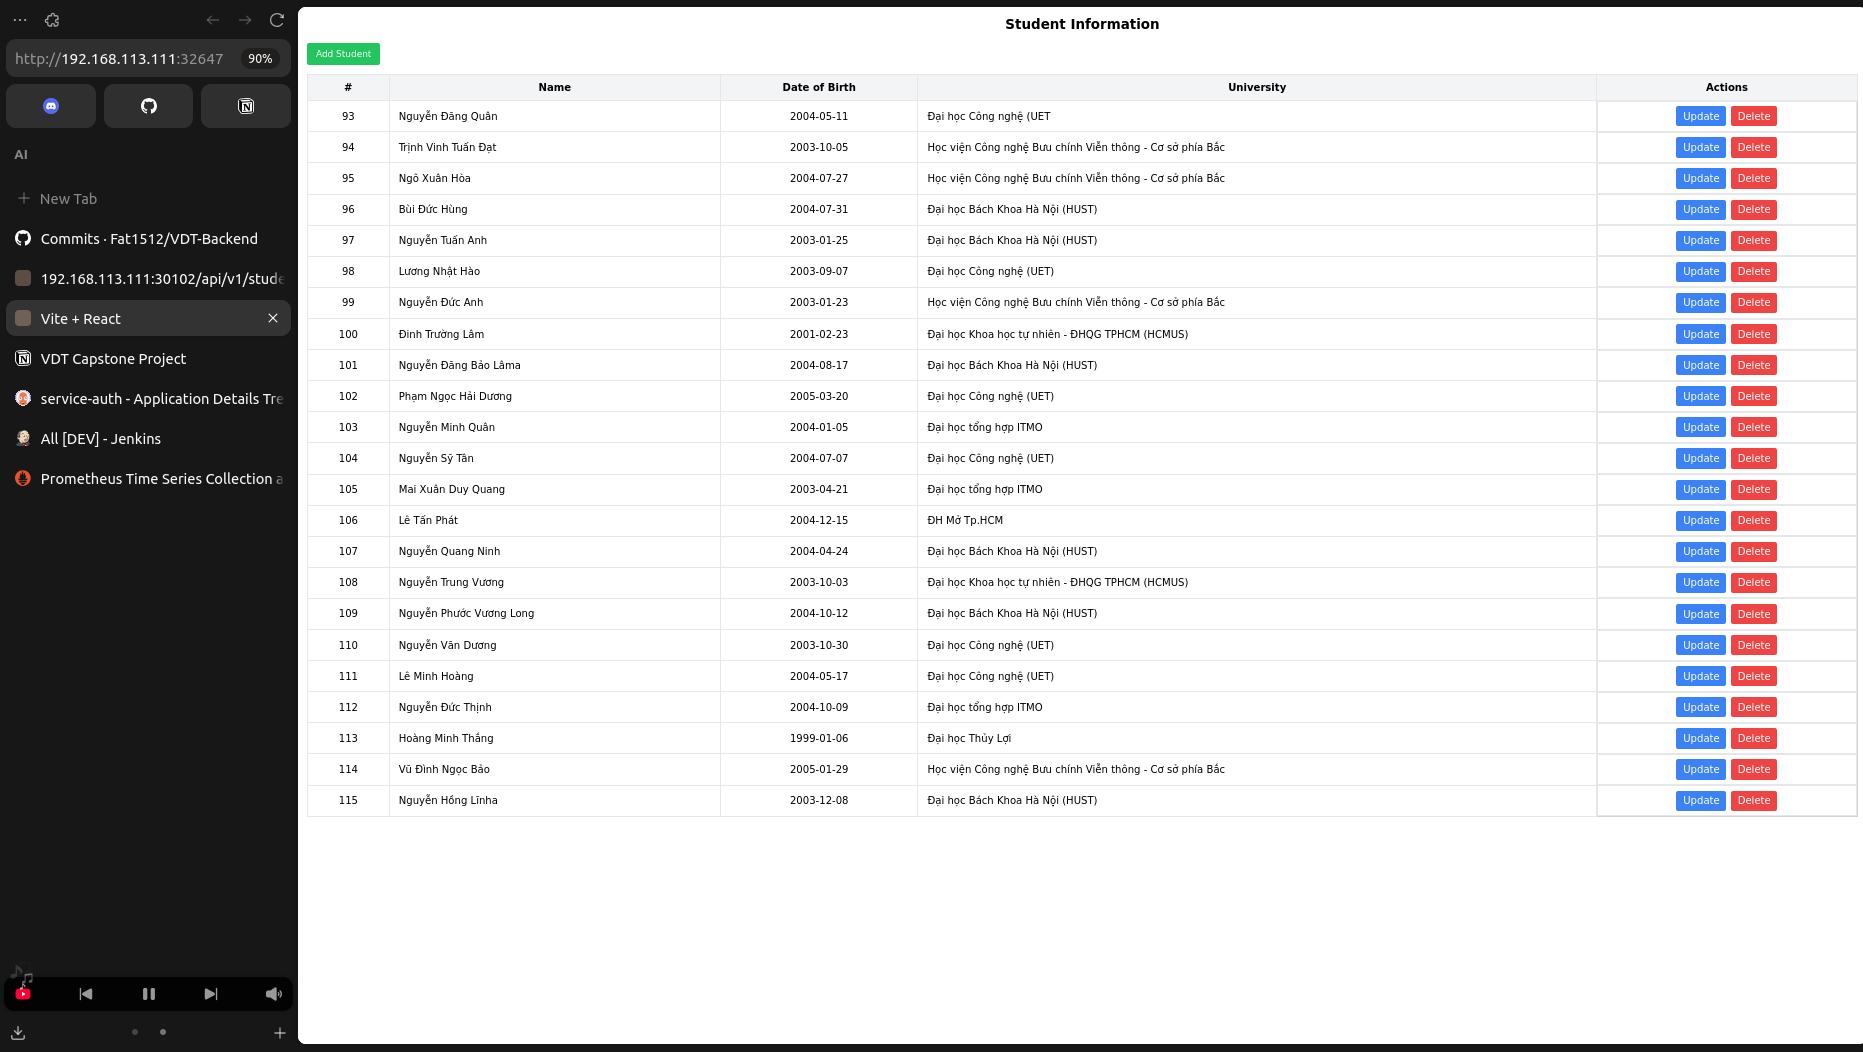 http://192.168.113.111:32647 90%
AI
New Tab
Commits · Fat1512/VDT-Backend
192.168.113.111:30102/api/v1/stude
Vite + React
VDT Capstone Project
service-auth - Application Details Tre
All [DEV] - Jenkins
Prometheus Time Series Collection a
Student Information
Add Student
# Name Date of Birth University Actions
93 Nguyễn Đăng Quân 2004-05-11 Đại học Công nghệ (UET Update Delete
94 Trịnh Vinh Tuấn Đạt 2003-10-05 Học viện Công nghệ Bưu chính Viễn thông - Cơ sở phía Bắc Update Delete
95 Ngô Xuân Hòa 2004-07-27 Học viện Công nghệ Bưu chính Viễn thông - Cơ sở phía Bắc Update Delete
96 Bùi Đức Hùng 2004-07-31 Đại học Bách Khoa Hà Nội (HUST) Update Delete
97 Nguyễn Tuấn Anh 2003-01-25 Đại học Bách Khoa Hà Nội (HUST) Update Delete
98 Lương Nhật Hào 2003-09-07 Đại học Công nghệ (UET) Update Delete
99 Nguyễn Đức Anh 2003-01-23 Học viện Công nghệ Bưu chính Viễn thông - Cơ sở phía Bắc Update Delete
100 Đinh Trường Lâm 2001-02-23 Đại học Khoa học tự nhiên - ĐHQG TPHCM (HCMUS) Update Delete
101 Nguyễn Đăng Bảo Lâma 2004-08-17 Đại học Bách Khoa Hà Nội (HUST) Update Delete
102 Phạm Ngọc Hải Dương 2005-03-20 Đại học Công nghệ (UET) Update Delete
103 Nguyễn Minh Quân 2004-01-05 Đại học tổng hợp ITMO Update Delete
104 Nguyễn Sỹ Tân 2004-07-07 Đại học Công nghệ (UET) Update Delete
105 Mai Xuân Duy Quang 2003-04-21 Đại học tổng hợp ITMO Update Delete
106 Lê Tấn Phát 2004-12-15 ĐH Mở Tp.HCM Update Delete
107 Nguyễn Quang Ninh 2004-04-24 Đại học Bách Khoa Hà Nội (HUST) Update Delete
108 Nguyễn Trung Vương 2003-10-03 Đại học Khoa học tự nhiên - ĐHQG TPHCM (HCMUS) Update Delete
109 Nguyễn Phước Vương Long 2004-10-12 Đại học Bách Khoa Hà Nội (HUST) Update Delete
110 Nguyễn Văn Dương 2003-10-30 Đại học Công nghệ (UET) Update Delete
111 Lê Minh Hoàng 2004-05-17 Đại học Công nghệ (UET) Update Delete
112 Nguyễn Đức Thịnh 2004-10-09 Đại học tổng hợp ITMO Update Delete
113 Hoàng Minh Thắng 1999-01-06 Đại học Thủy Lợi Update Delete
114 Vũ Đình Ngọc Bảo 2005-01-29 Học viện Công nghệ Bưu chính Viễn thông - Cơ sở phía Bắc Update Delete
115 Nguyễn Hồng Lĩnha 2003-12-08 Đại học Bách Khoa Hà Nội (HUST) Update Delete